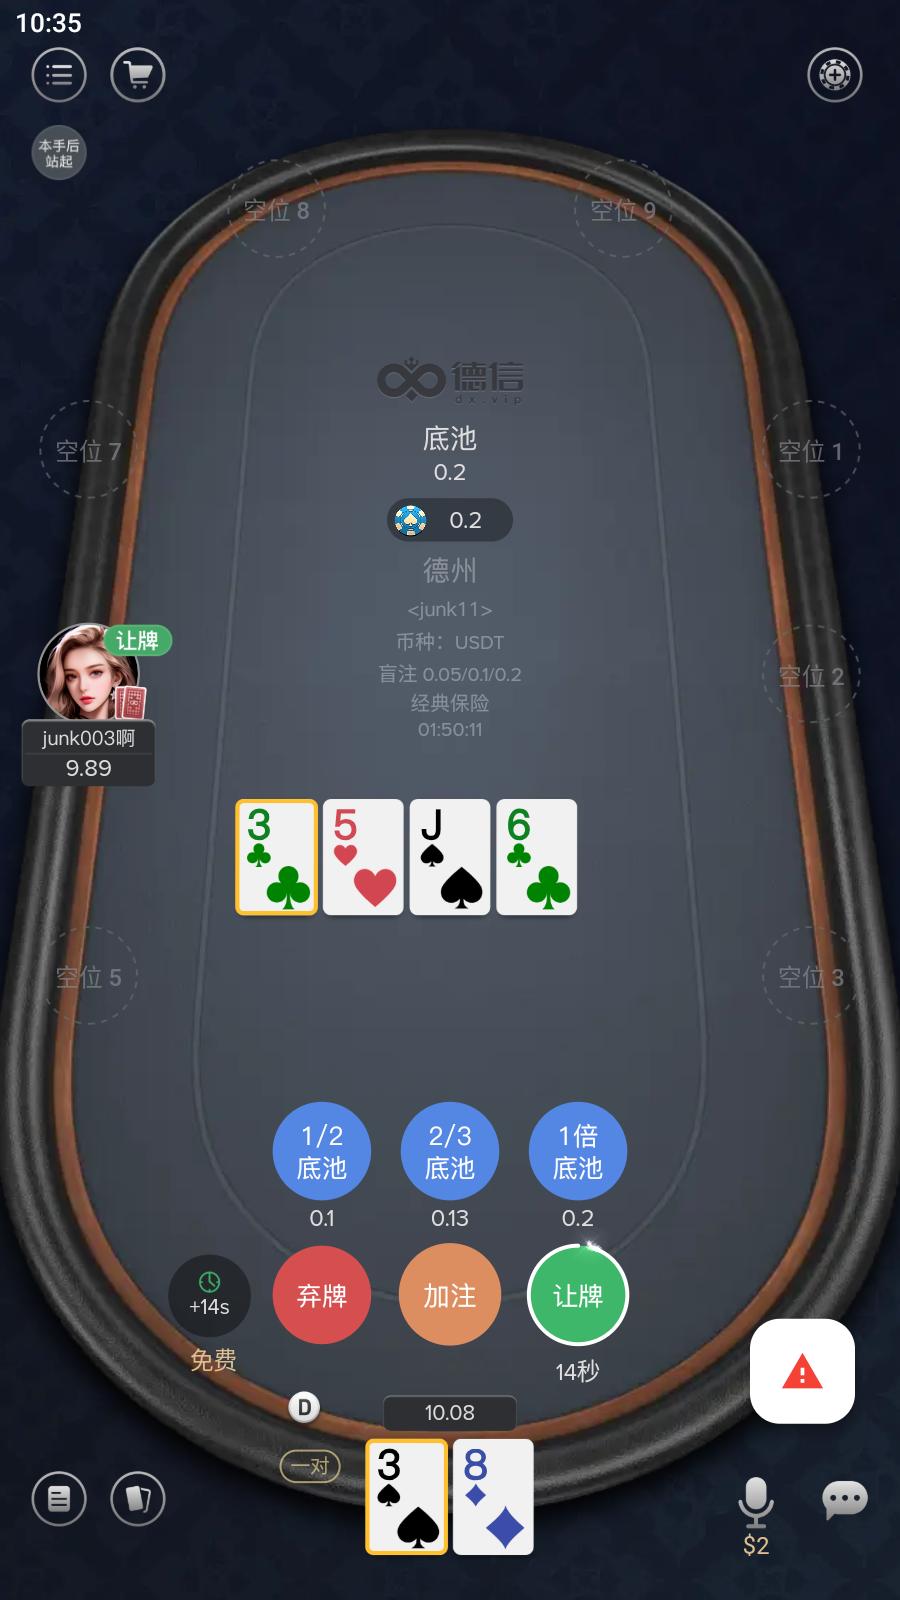 10:35
本手后
站起
空位 8
空位 9
德信
dx.vip
底池
0.2
0.2
空位 7
空位 1
德州
<junk11>
币种：USDT
盲注 0.05/0.1/0.2
经典保险
01:50:11
让牌
空位 2
junk003啊
9.89
3
5
J
6
空位 5
空位 3
1/2
底池
2/3
底池
1倍
底池
0.1
0.13
0.2
+14s
弃牌
加注
让牌
免费
14秒
D
10.08
一对
3
8
$2